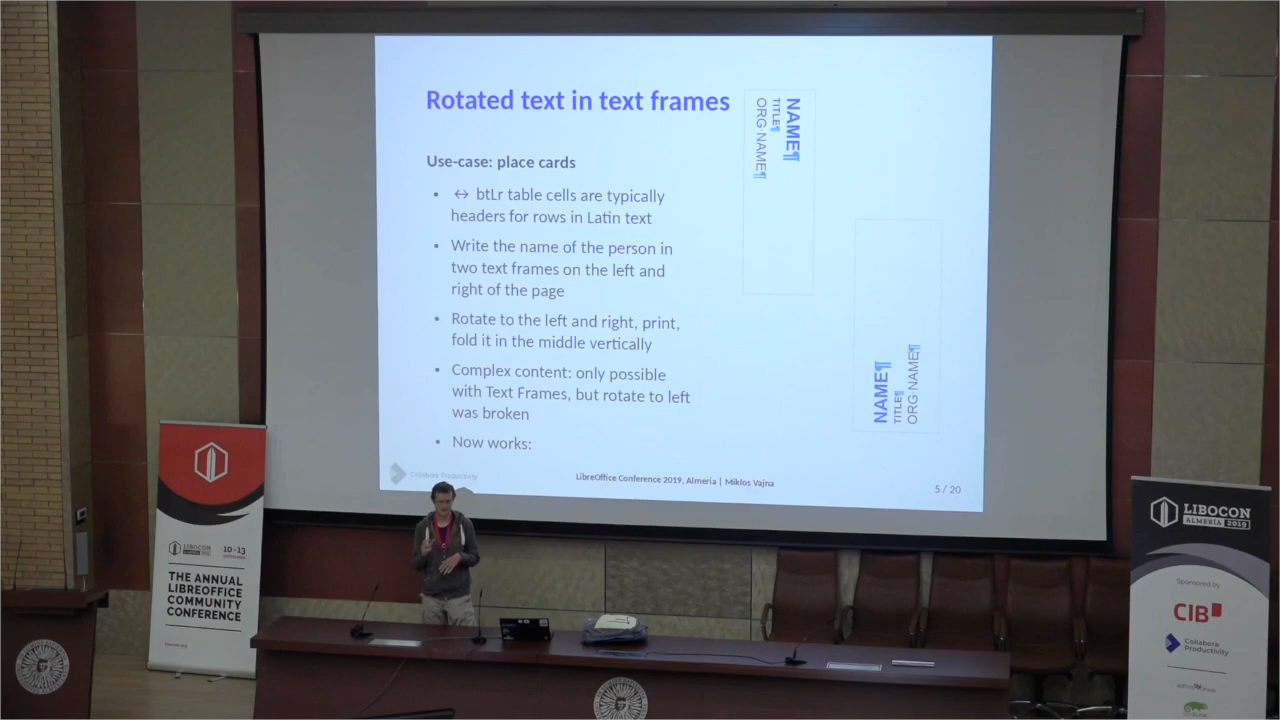 Rotated text in text frames
Use-case: place cards
• ↔ btLr table cells are typically
headers for rows in Latin text
• Write the name of the person in
two text frames on the left and
right of the page
• Rotate to the left and right, print,
fold it in the middle vertically
• Complex content: only possible
with Text Frames, but rotate to left
was broken
• Now works:
NAME¶
TITLE¶
ORG·NAME¶
NAME¶
TITLE¶
ORG·NAME¶
Collabora Productivity
LibreOffice Conference 2019, Almeria | Miklos Vajna
5 / 20
LIBOCON
10-13
THE ANNUAL
LIBREOFFICE
COMMUNITY
CONFERENCE
LIBOCON
ALMERÍA 2019
Sponsored by
CIB
Collabora
Productivity